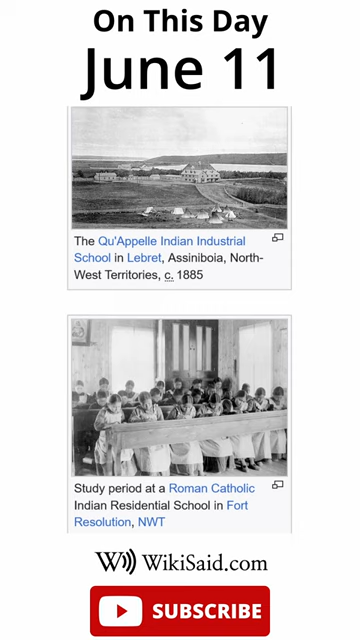 On This Day
June 11
The Qu'Appelle Indian Industrial
School in Lebret, Assiniboia, North-
West Territories, c. 1885
Study period at a Roman Catholic
Indian Residential School in Fort
Resolution, NWT
W)) WikiSaid.com
SUBSCRIBE